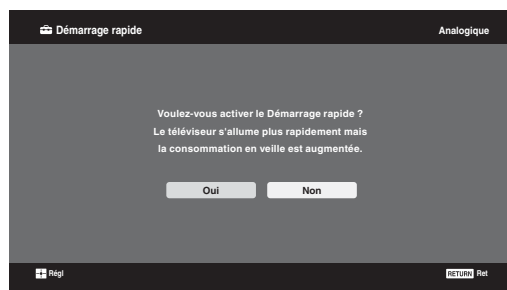 Démarrage rapide
Analogique
Voulez-vous activer le Démarrage rapide ?
Le téléviseur s'allume plus rapidement mais
la consommation en veille est augmentée.
Oui
Non
Régl
RETURN Ret